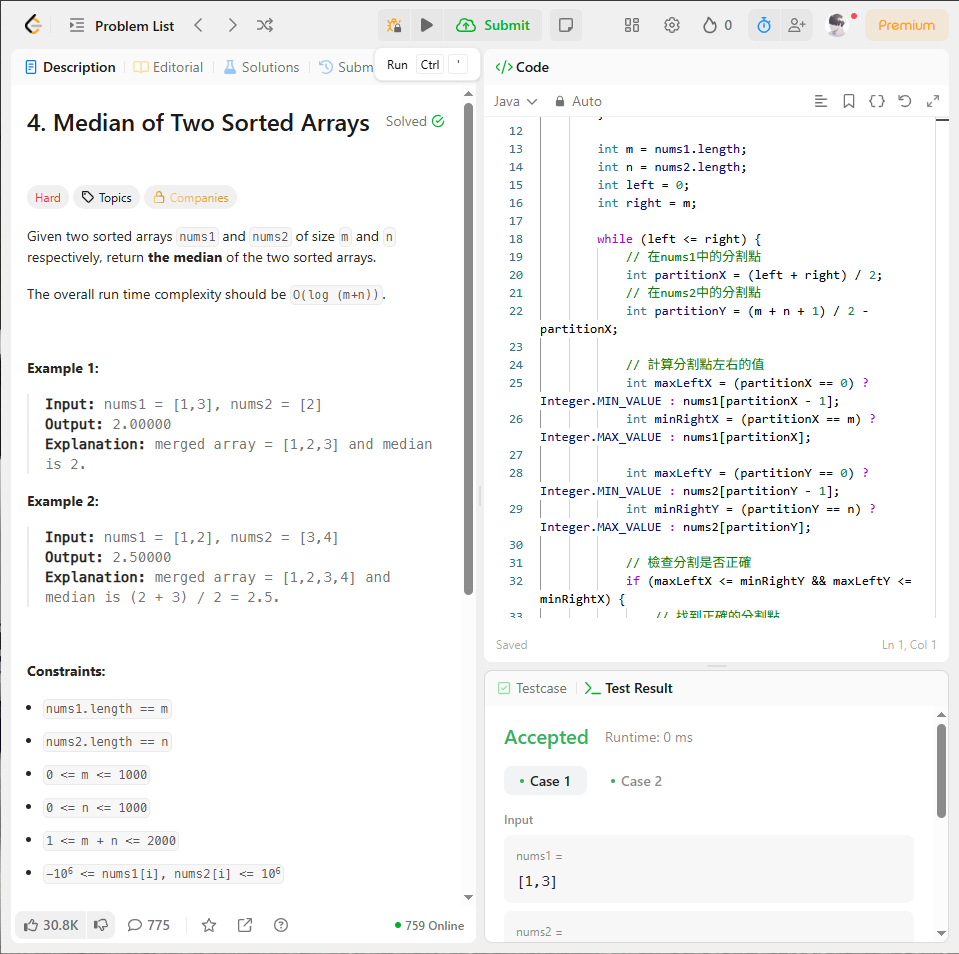 Problem List
Submit
0
Premium
Description
Editorial
Solutions
Subm
Run Ctrl '
4. Median of Two Sorted Arrays
Solved
Hard
Topics
Companies
Given two sorted arrays nums1 and nums2 of size m and n
respectively, return the median of the two sorted arrays.
The overall run time complexity should be O(log (m+n)).
Example 1:
Input: nums1 = [1,3], nums2 = [2]
Output: 2.00000
Explanation: merged array = [1,2,3] and median
is 2.
Example 2:
Input: nums1 = [1,2], nums2 = [3,4]
Output: 2.50000
Explanation: merged array = [1,2,3,4] and
median is (2 + 3) / 2 = 2.5.
Constraints:
• nums1.length == m
• nums2.length == n
• 0 <= m <= 1000
• 0 <= n <= 1000
• 1 <= m + n <= 2000
• -10⁶ <= nums1[i], nums2[i] <= 10⁶
30.8K
775
759 Online
</> Code
Java
Auto
12
13 int m = nums1.length;
14 int n = nums2.length;
15 int left = 0;
16 int right = m;
17
18 while (left <= right) {
19 // 在nums1中的分割點
20 int partitionX = (left + right) / 2;
21 // 在nums2中的分割點
22 int partitionY = (m + n + 1) / 2 -
partitionX;
23
24 // 計算分割點左右的值
25 int maxLeftX = (partitionX == 0) ?
Integer.MIN_VALUE : nums1[partitionX - 1];
26 int minRightX = (partitionX == m) ?
Integer.MAX_VALUE : nums1[partitionX];
27
28 int maxLeftY = (partitionY == 0) ?
Integer.MIN_VALUE : nums2[partitionY - 1];
29 int minRightY = (partitionY == n) ?
Integer.MAX_VALUE : nums2[partitionY];
30
31 // 檢查分割是否正確
32 if (maxLeftX <= minRightY && maxLeftY <=
minRightX) {
33 // 找到正確的分割點
Saved
Ln 1, Col 1
Testcase
Test Result
Accepted
Runtime: 0 ms
• Case 1
• Case 2
Input
nums1 =
[1,3]
nums2 =